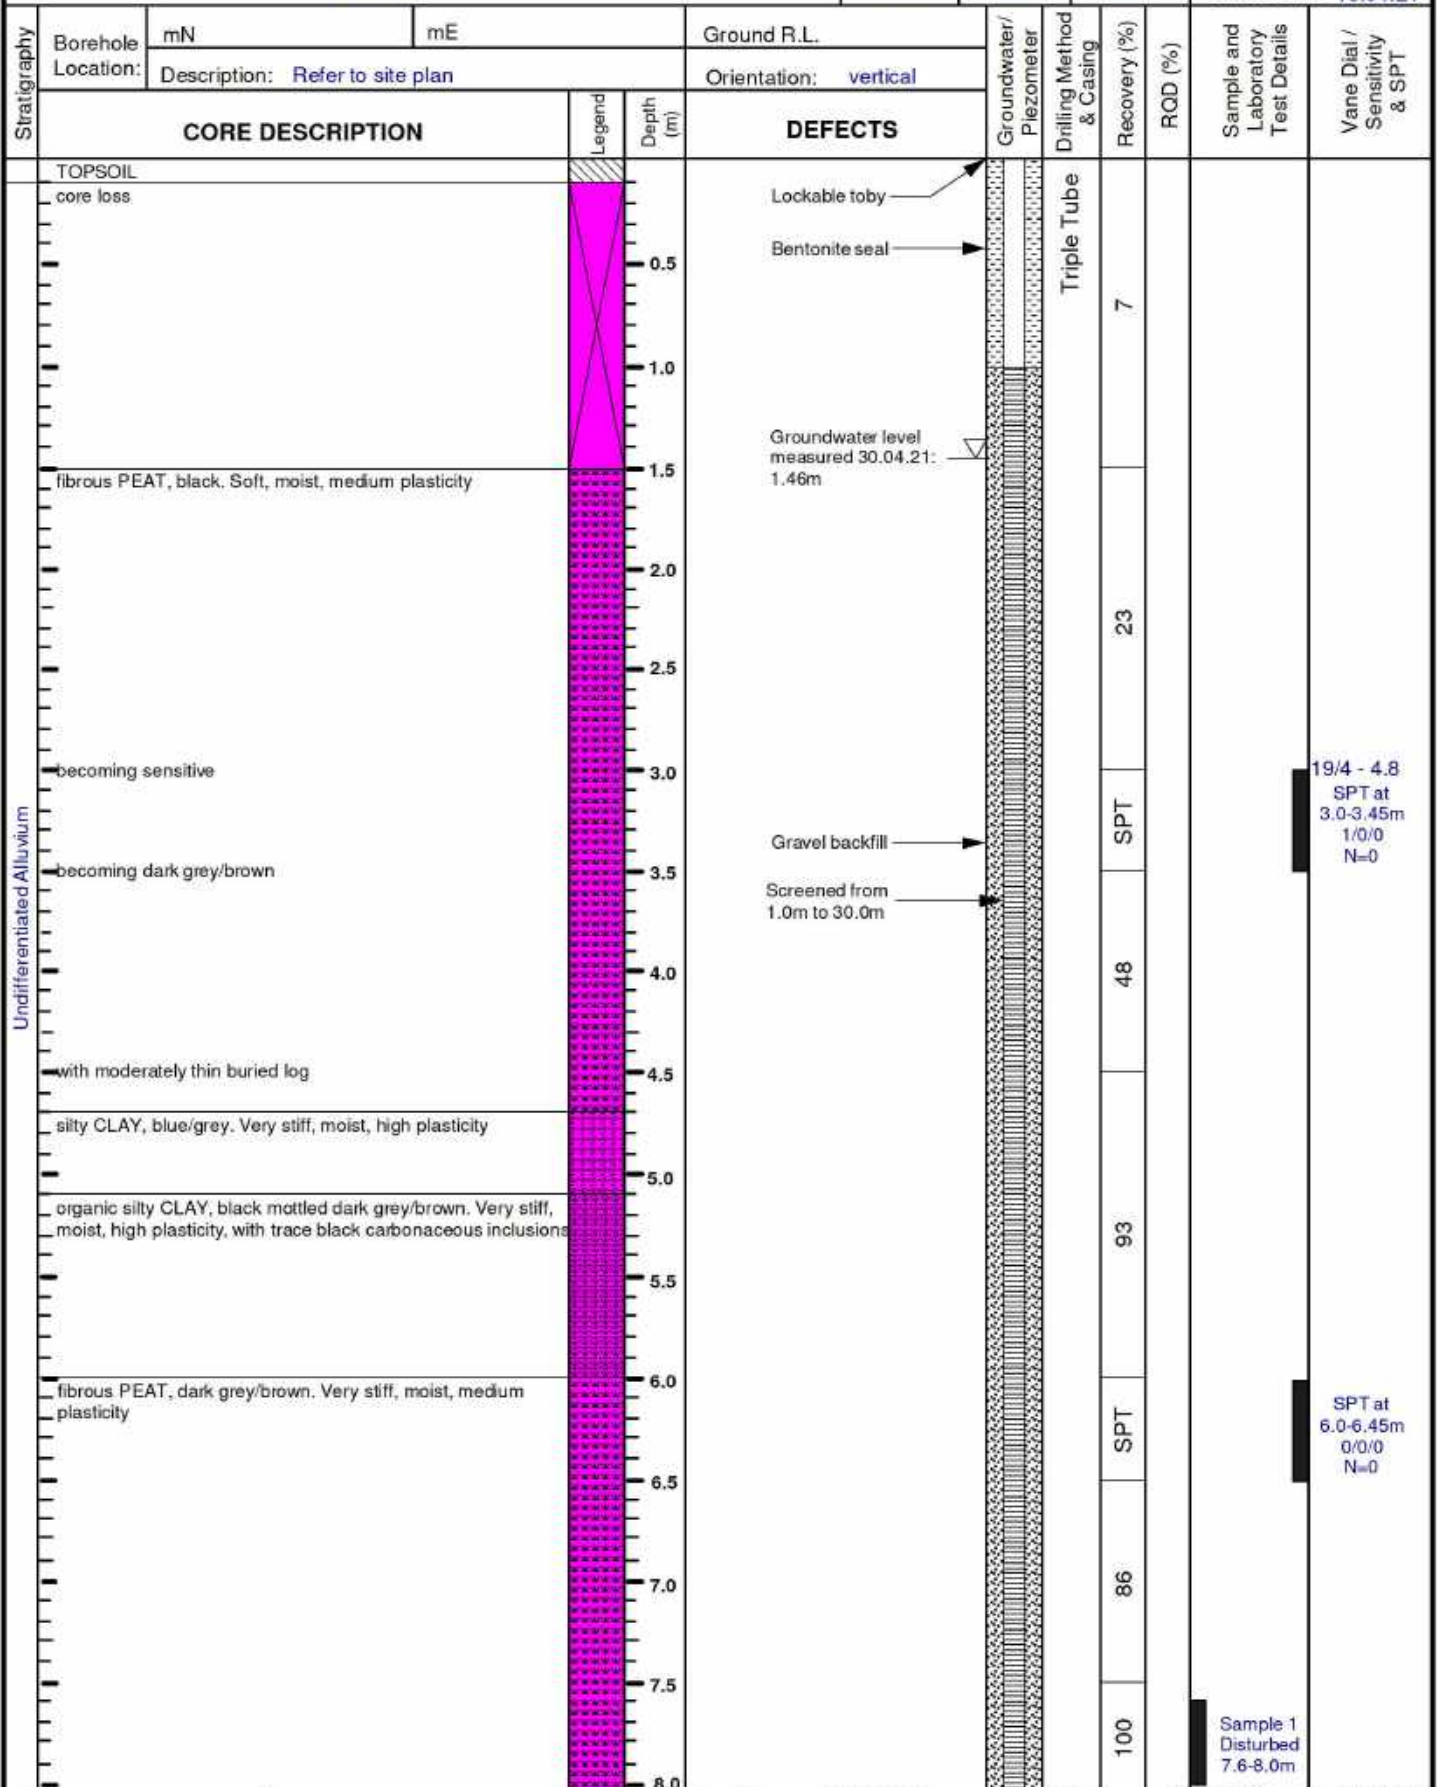 Stratigraphy
Borehole
Location:
mN
mE
Ground R.L.
Description: Refer to site plan
Orientation: vertical
CORE DESCRIPTION
Legend
Depth
(m)
DEFECTS
Groundwater/
Piezometer
Drilling Method
& Casing
Recovery (%)
RQD (%)
Sample and
Laboratory
Test Details
Vane Dial /
Sensitivity
& SPT
TOPSOIL
core loss
Lockable toby
Triple Tube
Bentonite seal
0.5
7
1.0
Groundwater level
measured 30.04.21:
1.46m
1.5
fibrous PEAT, black. Soft, moist, medium plasticity
2.0
23
2.5
becoming sensitive
3.0
19/4 - 4.8
SPT at
3.0-3.45m
1/0/0
N=0
SPT
Gravel backfill
becoming dark grey/brown
3.5
Screened from
1.0m to 30.0m
Undifferentiated Alluvium
4.0
48
with moderately thin buried log
4.5
silty CLAY, blue/grey. Very stiff, moist, high plasticity
5.0
organic silty CLAY, black mottled dark grey/brown. Very stiff,
moist, high plasticity, with trace black carbonaceous inclusions
93
5.5
6.0
fibrous PEAT, dark grey/brown. Very stiff, moist, medium
plasticity
SPT
SPT at
6.0-6.45m
0/0/0
N=0
6.5
7.0
86
7.5
100
Sample 1
Disturbed
7.6-8.0m
8.0